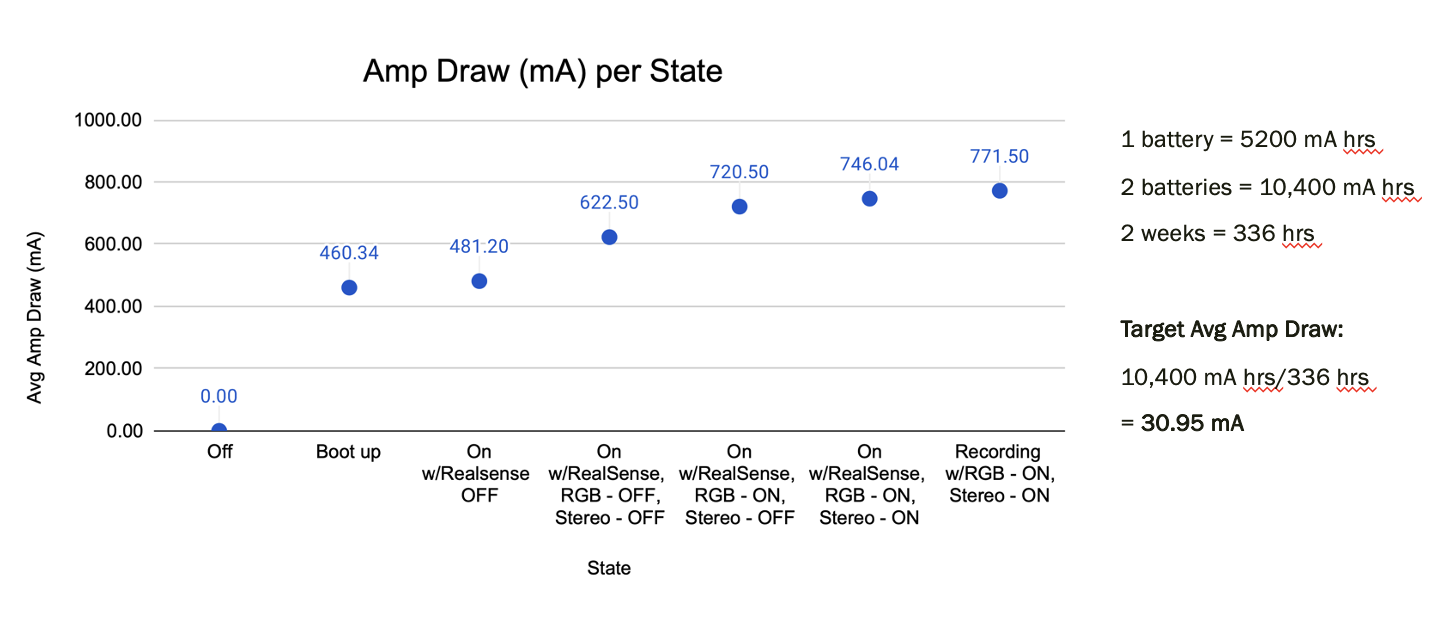 Amp Draw (mA) per State
1000.00
800.00
600.00
400.00
200.00
0.00
Avg Amp Draw (mA)
0.00
460.34
481.20
622.50
720.50
746.04
771.50
Off
Boot up
On
w/Realsense
OFF
On
w/RealSense,
RGB - OFF,
Stereo - OFF
On
w/RealSense,
RGB - ON,
Stereo - OFF
On
w/RealSense,
RGB - ON,
Stereo - ON
Recording
w/RGB - ON,
Stereo - ON
State
1 battery = 5200 mA hrs
2 batteries = 10,400 mA hrs
2 weeks = 336 hrs
Target Avg Amp Draw:
10,400 mA hrs/336 hrs
= 30.95 mA